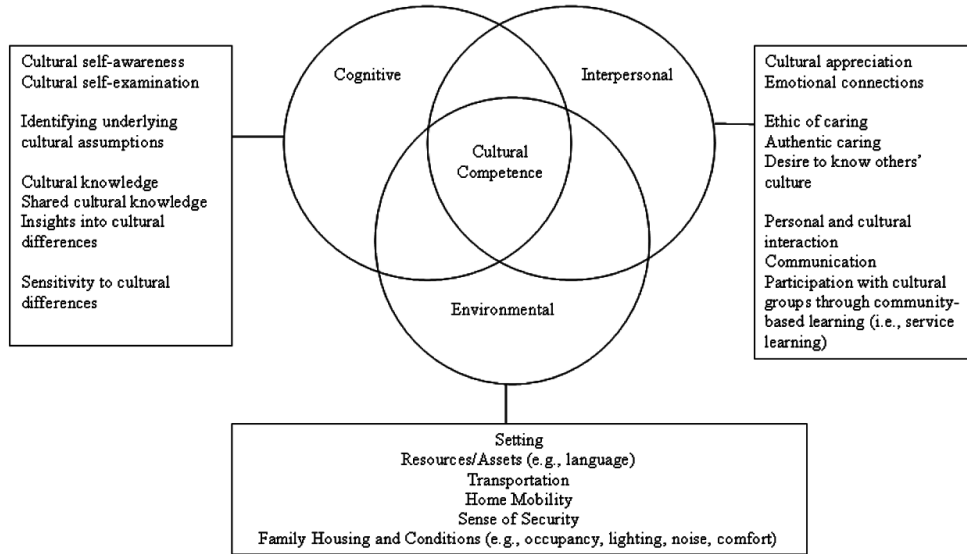 Cultural self-awareness
Cultural self-examination
Identifying underlying
cultural assumptions
Cultural knowledge
Shared cultural knowledge
Insights into cultural
differences
Sensitivity to cultural
differences
Cognitive
Interpersonal
Cultural
Competence
Environmental
Cultural appreciation
Emotional connections
Ethic of caring
Authentic caring
Desire to know others'
culture
Personal and cultural
interaction
Communication
Participation with cultural
groups through community-
based learning (i.e., service
learning)
Setting
Resources/Assets (e.g., language)
Transportation
Home Mobility
Sense of Security
Family Housing and Conditions (e.g., occupancy, lighting, noise, comfort)